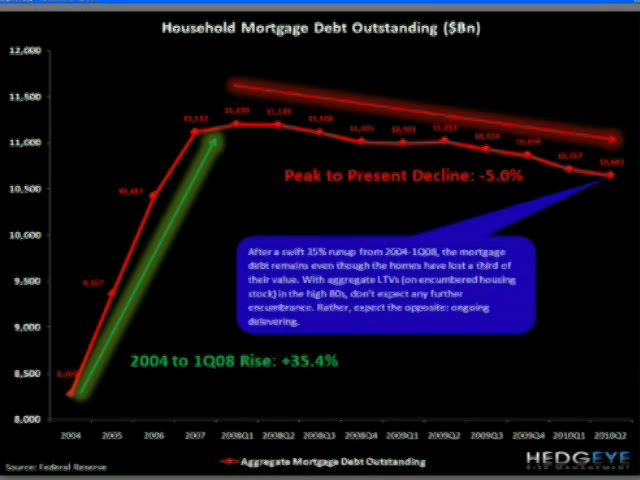 Household Mortgage Debt Outstanding ($Bn)
12,000
11,500
11,000
10,500
10,000
9,500
9,000
8,500
8,000
Peak to Present Decline: -5.0%
After a swift 35% runup from 2004-1Q08, the mortgage
debt remains even though the homes have lost a third of
their value. With aggregate LTVs (on encumbered housing
stock) in the high 80s, don't expect any further
encumbrance. Rather, expect the opposite: ongoing
delevering.
2004 to 1Q08 Rise: +35.4%
2004 2005 2006 2007 2008Q1 2008Q2 2008Q3 2008Q4 2009Q1 2009Q2 2009Q3 2009Q4 2010Q1 2010Q2
Aggregate Mortgage Debt Outstanding
Source: Federal Reserve
HEDGEYE
RISK MANAGEMENT